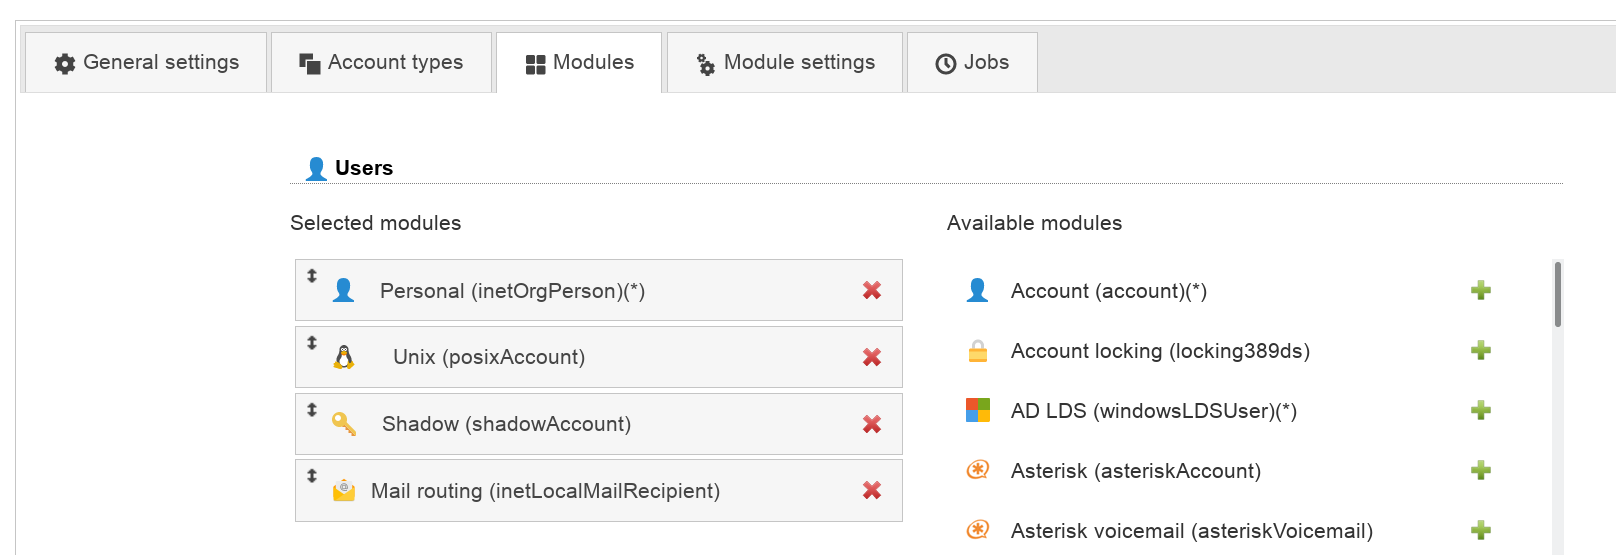 General settings
Account types
Modules
Module settings
Jobs
Users
Selected modules
Personal (inetOrgPerson)(*)
Unix (posixAccount)
Shadow (shadowAccount)
Mail routing (inetLocalMailRecipient)
Available modules
Account (account)(*)
Account locking (locking389ds)
AD LDS (windowsLDSUser)(*)
Asterisk (asteriskAccount)
Asterisk voicemail (asteriskVoicemail)